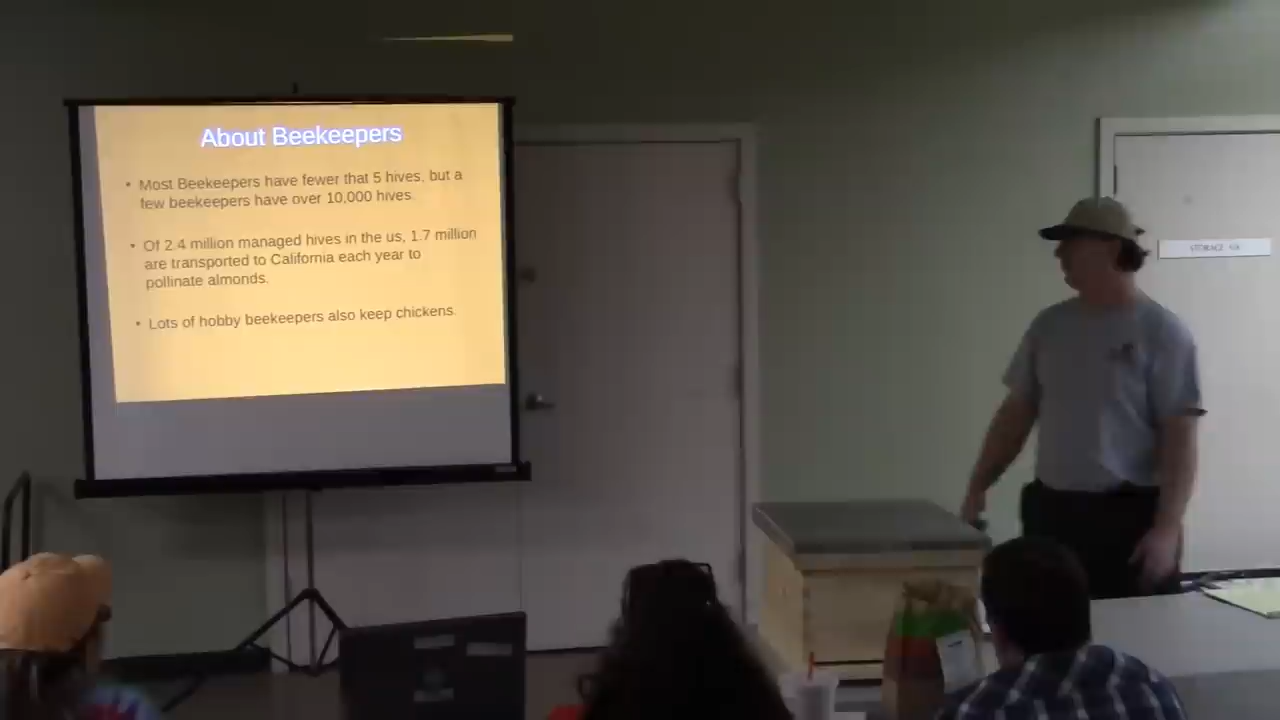 About Beekeepers
• Most Beekeepers have fewer that 5 hives, but a
few beekeepers have over 10,000 hives.
• Of 2.4 million managed hives in the us, 1.7 million
are transported to California each year to
pollinate almonds.
• Lots of hobby beekeepers also keep chickens.
STORAGE